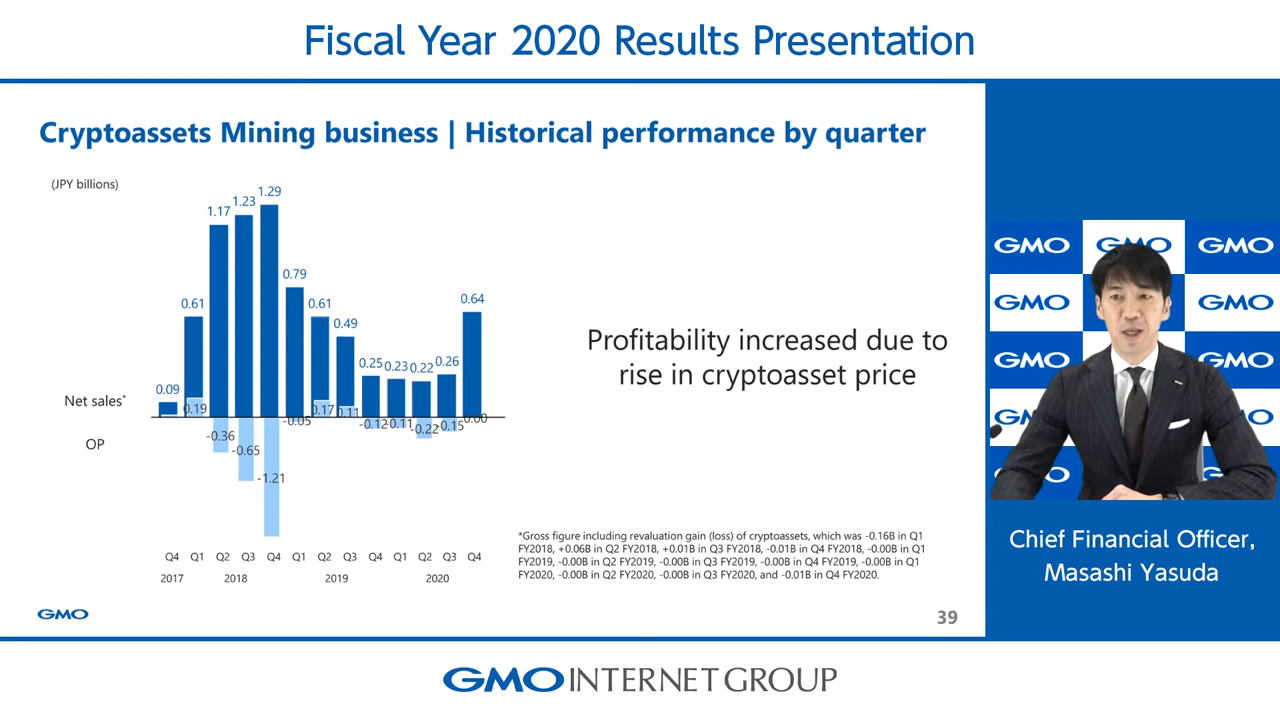 Fiscal Year 2020 Results Presentation
Cryptoassets Mining business | Historical performance by quarter
(JPY billions)
0.09
0.61
1.17
1.23
1.29
0.79
0.61
0.49
0.25
0.23
0.22
0.26
0.64
Net sales*
OP
0.19
-0.36
-0.65
-1.21
-0.05
0.17
0.11
-0.12
-0.11
-0.22
-0.15
-0.00
Q4 Q1 Q2 Q3 Q4 Q1 Q2 Q3 Q4 Q1 Q2 Q3 Q4
2017 2018 2019 2020
Profitability increased due to
rise in cryptoasset price
*Gross figure including revaluation gain (loss) of cryptoassets, which was -0.16B in Q1
FY2018, +0.06B in Q2 FY2018, +0.01B in Q3 FY2018, -0.01B in Q4 FY2018, -0.00B in Q1
FY2019, -0.00B in Q2 FY2019, -0.00B in Q3 FY2019, -0.00B in Q4 FY2019, -0.00B in Q1
FY2020, -0.00B in Q2 FY2020, -0.00B in Q3 FY2020, and -0.01B in Q4 FY2020.
GMO
39
GMO GMO GMO
GMO GMO
GMO GMO
GMO
Chief Financial Officer,
Masashi Yasuda
GMO INTERNET GROUP